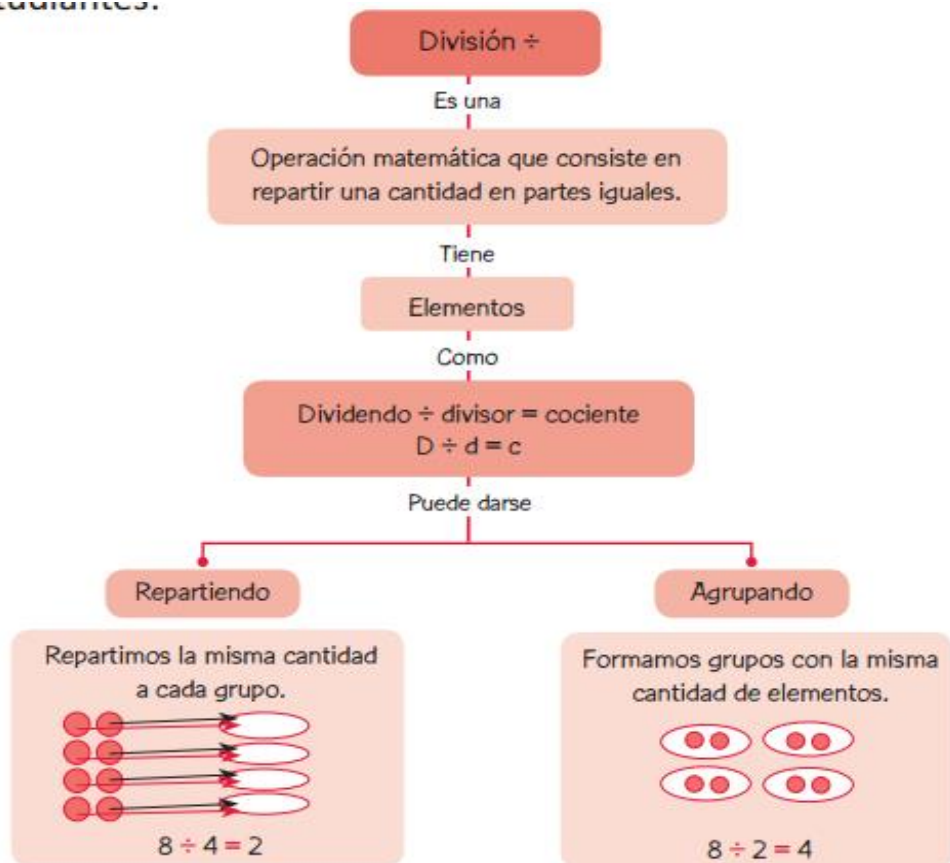 División ÷
Es una
Operación matemática que consiste en
repartir una cantidad en partes iguales.
Tiene
Elementos
Como
Dividendo ÷ divisor = cociente
D ÷ d = c
Puede darse
Repartiendo
Repartimos la misma cantidad
a cada grupo.
8 ÷ 4 = 2
Agrupando
Formamos grupos con la misma
cantidad de elementos.
8 ÷ 2 = 4